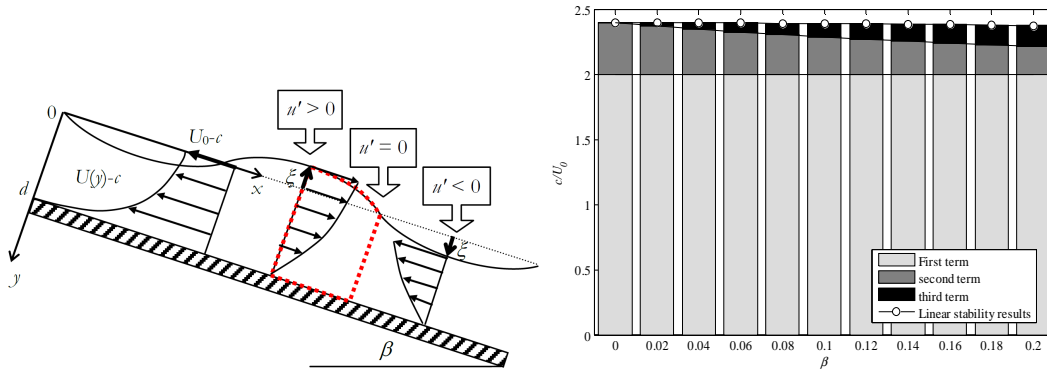 u' > 0
0
U0-c
u' = 0
U(y)-c
x
ξ
u' < 0
d
ξ
y
β
2.5
2
1.5
1
0.5
0
c/U0
First term
second term
third term
Linear stability results
0 0.02 0.04 0.06 0.08 0.1 0.12 0.14 0.16 0.18 0.2
β